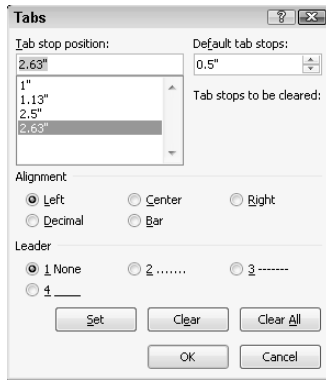 Tabs
Tab stop position: Default tab stops:
2.63" 0.5"
1" Tab stops to be cleared:
1.13"
2.5"
2.63"
Alignment
Left Center Right
Decimal Bar
Leader
1 None 2 ....... 3 -------
4 ___
Set Clear Clear All
OK Cancel